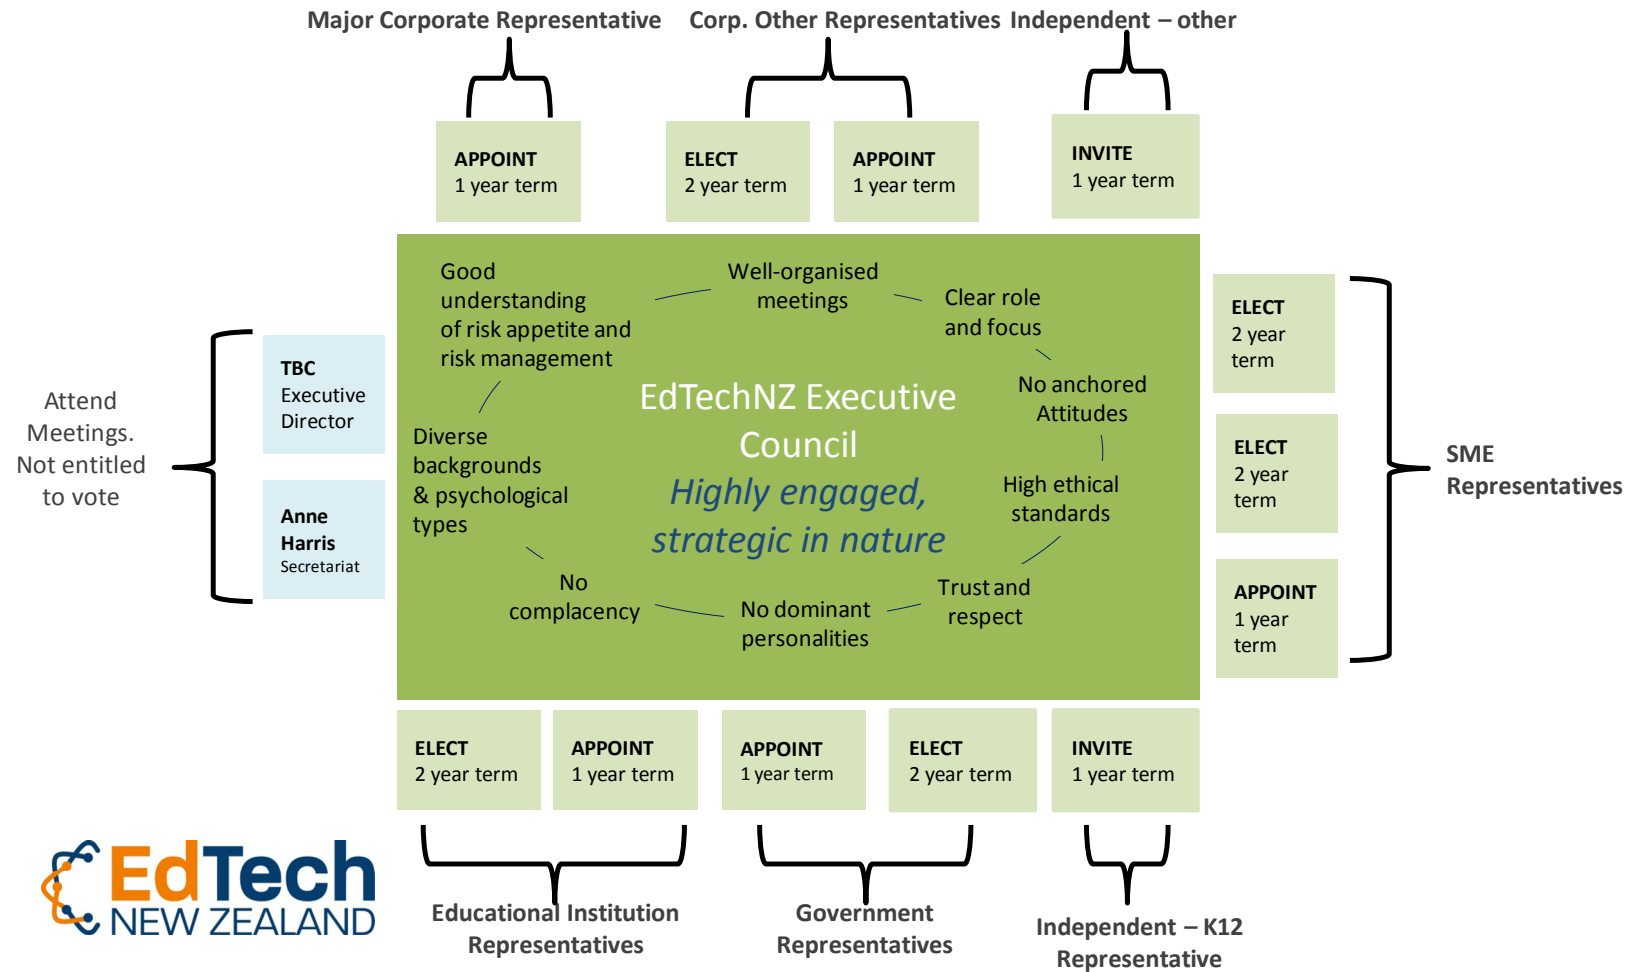 Major Corporate Representative
Corp. Other Representatives
Independent – other
APPOINT
1 year term
ELECT
2 year term
APPOINT
1 year term
INVITE
1 year term
Attend
Meetings.
Not entitled
to vote
TBC
Executive
Director
Anne
Harris
Secretariat
Good
understanding
of risk appetite and
risk management
Well-organised
meetings
Clear role
and focus
No anchored
Attitudes
High ethical
standards
Trust and
respect
No dominant
personalities
No
complacency
Diverse
backgrounds
& psychological
types
EdTechNZ Executive
Council
Highly engaged,
strategic in nature
ELECT
2 year
term
ELECT
2 year
term
APPOINT
1 year
term
SME
Representatives
ELECT
2 year term
APPOINT
1 year term
APPOINT
1 year term
ELECT
2 year term
INVITE
1 year term
Educational Institution
Representatives
Government
Representatives
Independent – K12
Representative
EdTech
NEW ZEALAND